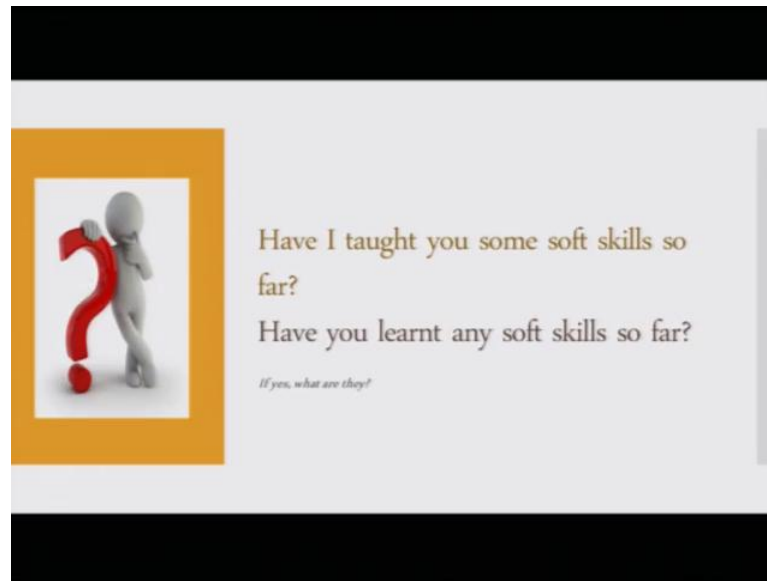 Have I taught you some soft skills so
far?
Have you learnt any soft skills so far?
If yes, what are they?